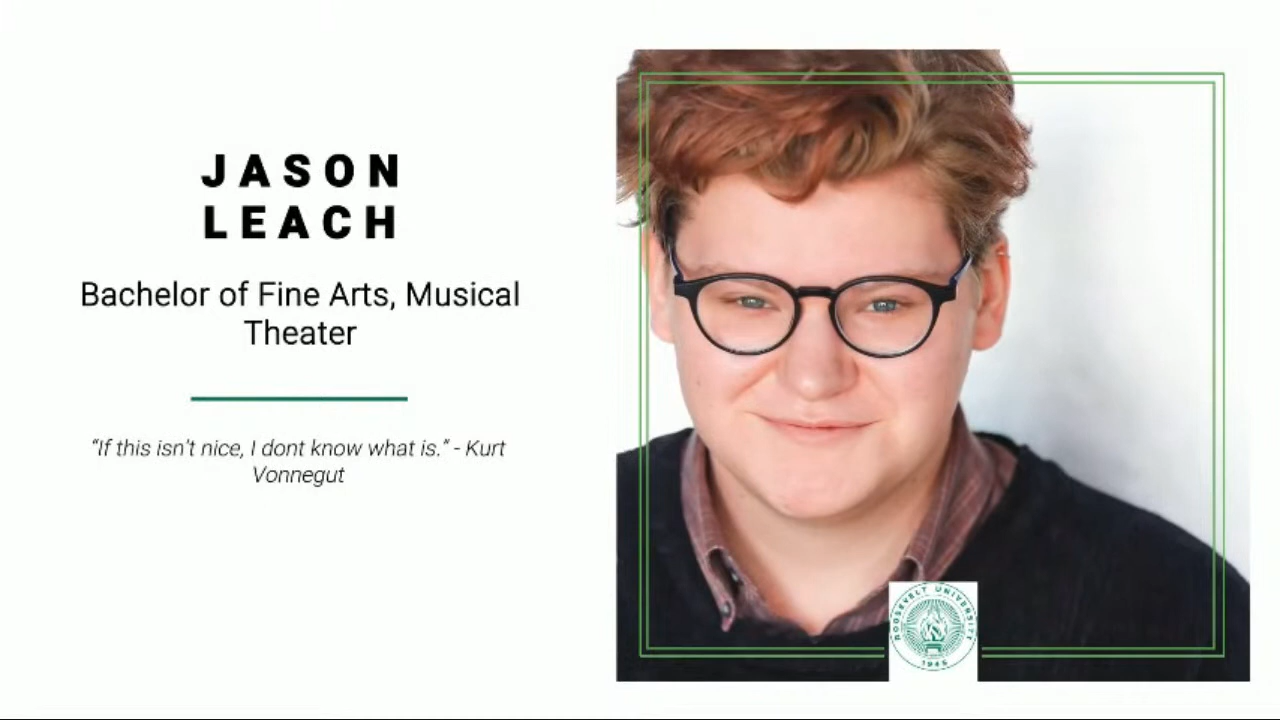 JASON
LEACH
Bachelor of Fine Arts, Musical
Theater
“If this isn't nice, I dont know what is.” - Kurt
Vonnegut
ROOSEVELT UNIVERSITY
1945